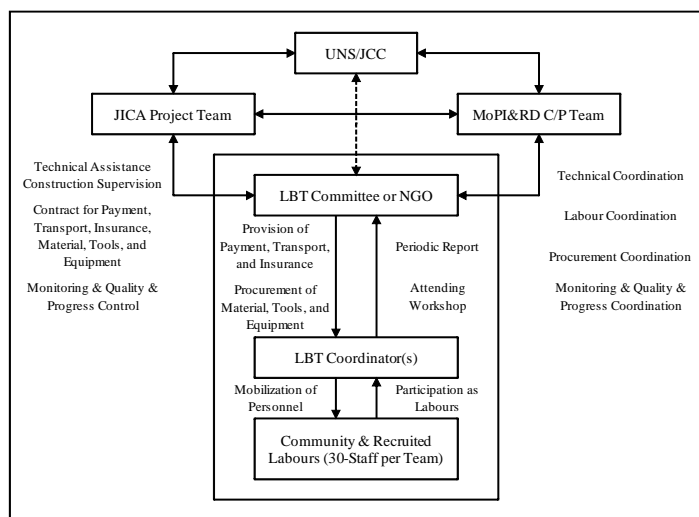 UNS/JCC
JICA Project Team
MoPI&RD C/P Team
Technical Assistance
Construction Supervision
Contract for Payment,
Transport, Insurance,
Material, Tools, and
Equipment
Monitoring & Quality &
Progress Control
LBT Committee or NGO
Provision of
Payment, Transport,
and Insurance
Procurement of
Material, Tools, and
Equipment
Periodic Report
Attending
Workshop
Technical Coordination
Labour Coordination
Procurement Coordination
Monitoring & Quality &
Progress Coordination
LBT Coordinator(s)
Mobilization of
Personnel
Participation as
Labours
Community & Recruited
Labours (30-Staff per Team)